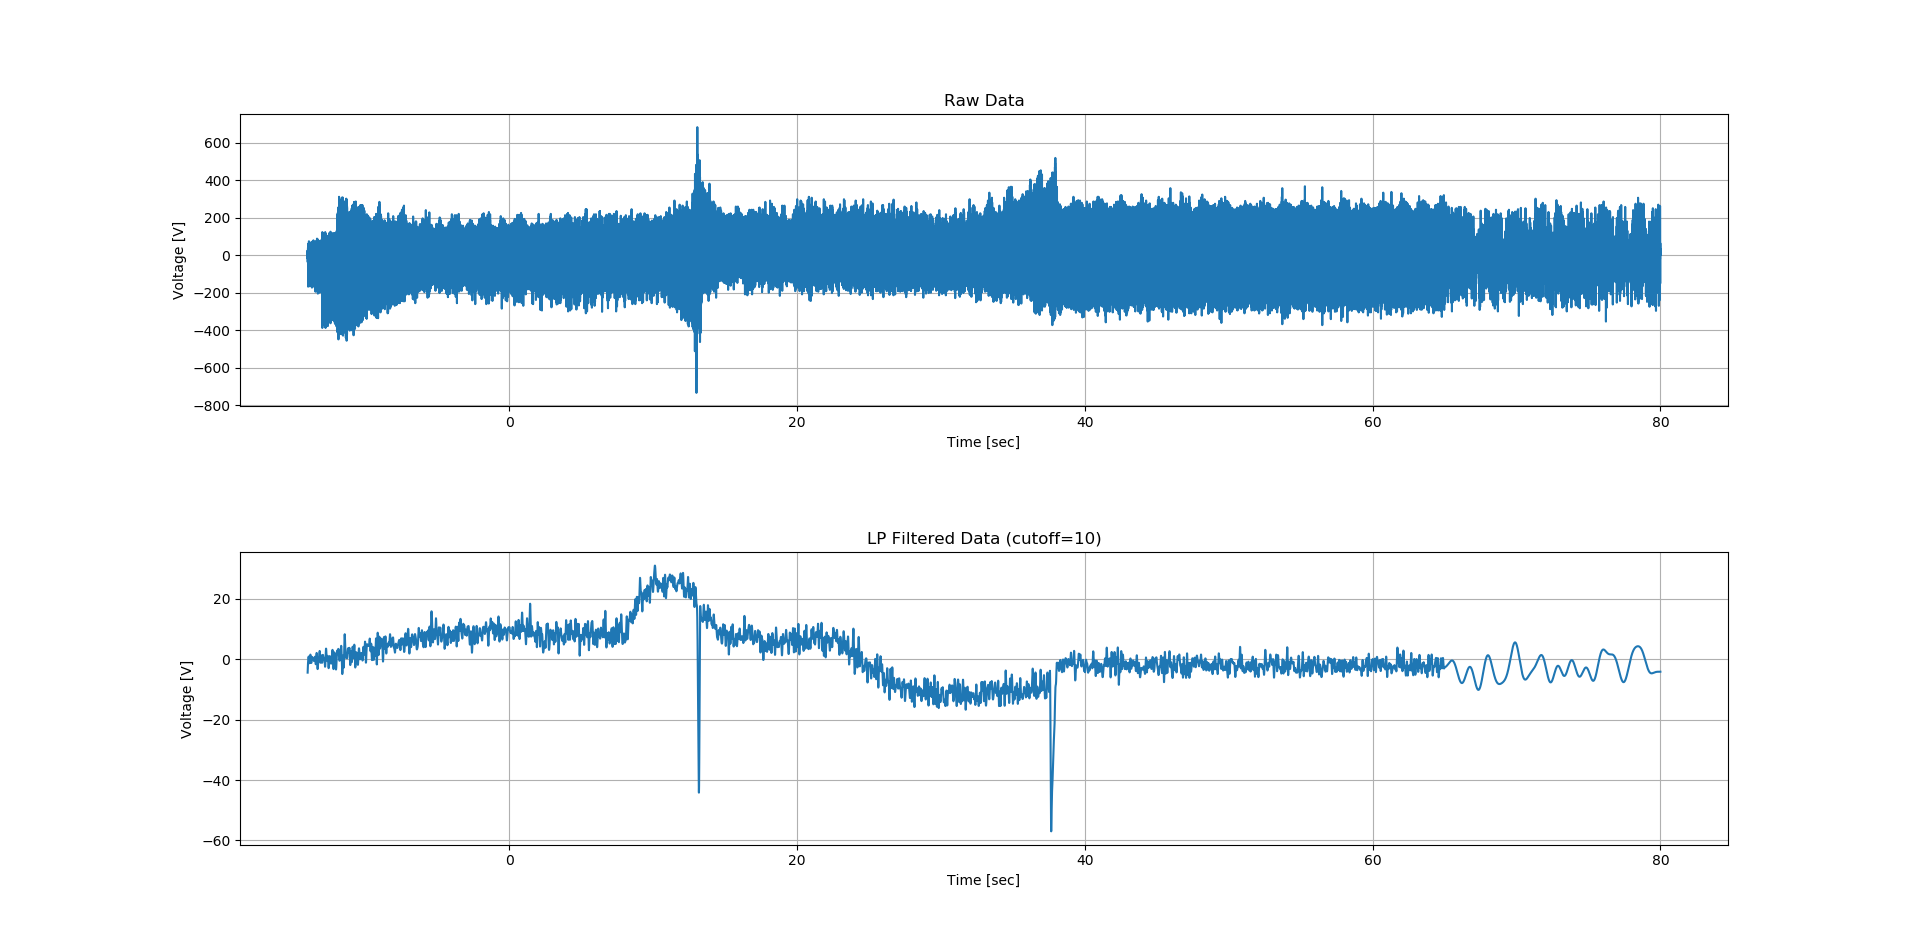 Raw Data
600
400
200
0
−200
−400
−600
−800
Voltage [V]
0 20 40 60 80
Time [sec]
LP Filtered Data (cutoff=10)
20
0
−20
−40
−60
Voltage [V]
0 20 40 60 80
Time [sec]